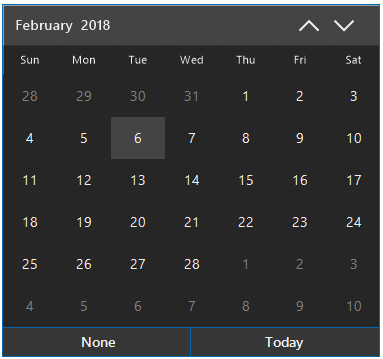 February 2018
Sun Mon Tue Wed Thu Fri Sat
28 29 30 31 1 2 3
4 5 6 7 8 9 10
11 12 13 14 15 16 17
18 19 20 21 22 23 24
25 26 27 28 1 2 3
4 5 6 7 8 9 10
None Today